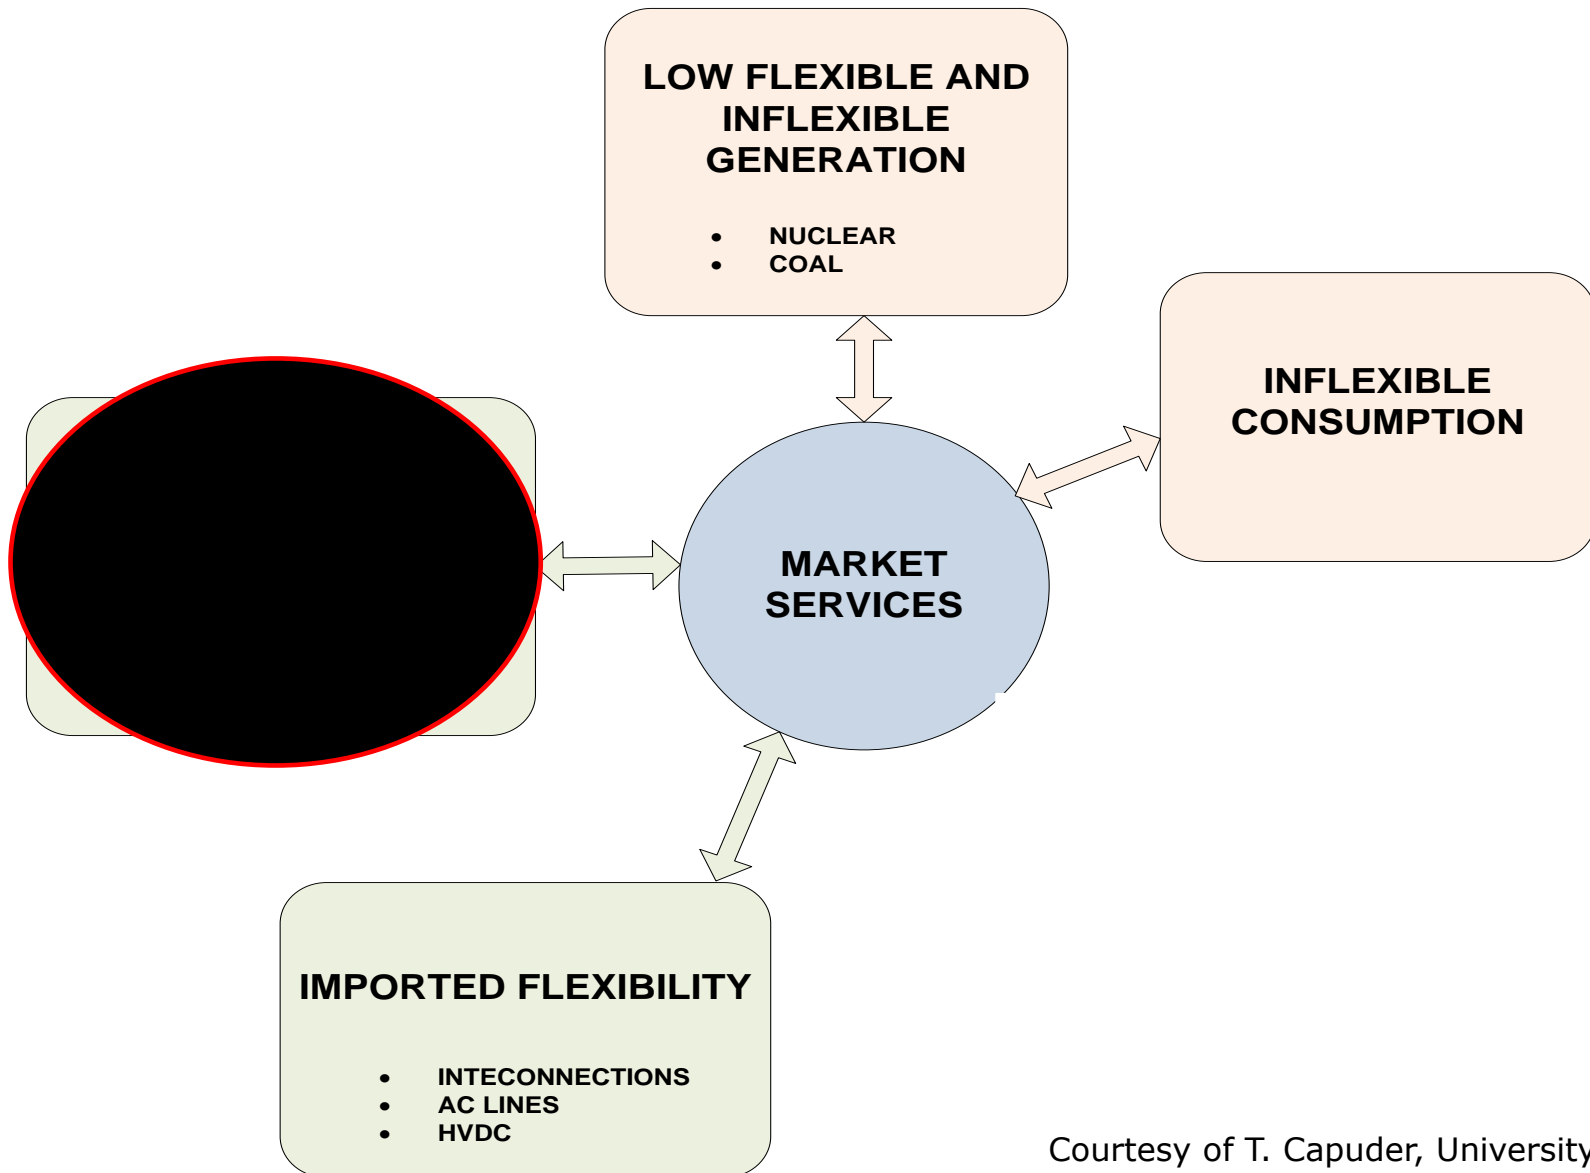 LOW FLEXIBLE AND
INFLEXIBLE
GENERATION
• NUCLEAR
• COAL
INFLEXIBLE
CONSUMPTION
MARKET
SERVICES
IMPORTED FLEXIBILITY
• INTECONNECTIONS
• AC LINES
• HVDC
Courtesy of T. Capuder, University